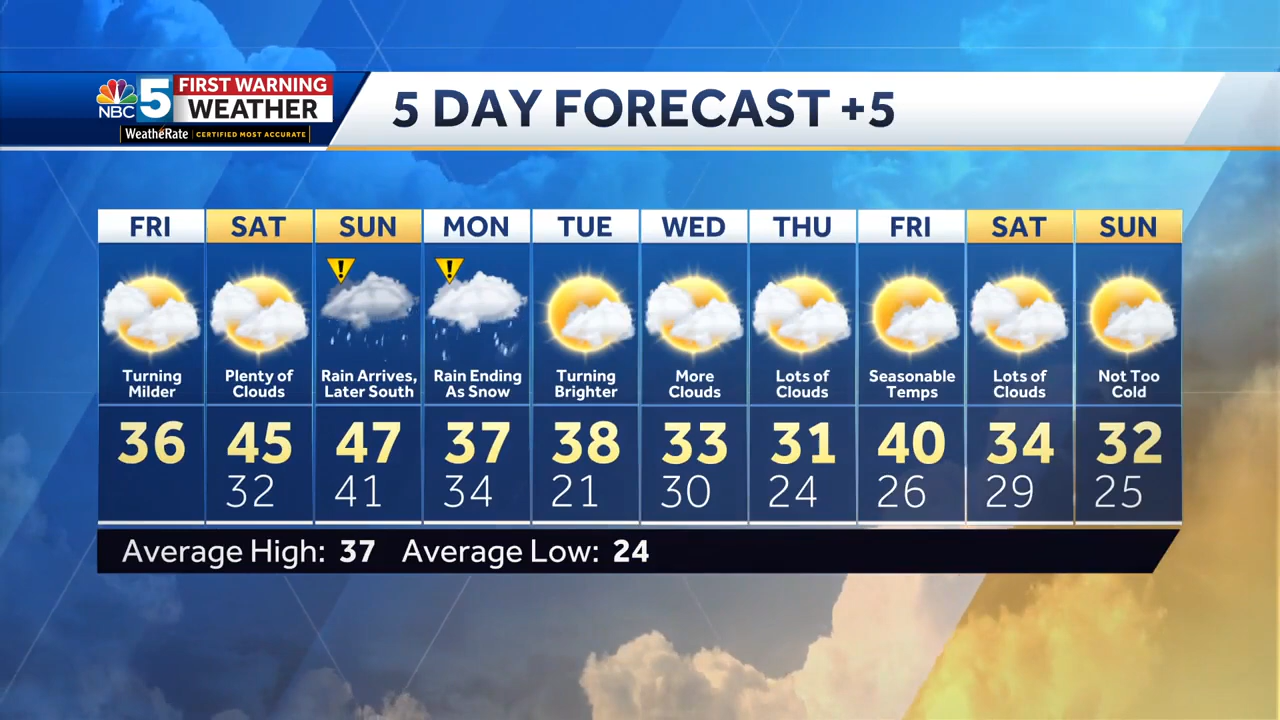 NBC 5 FIRST WARNING
WEATHER
WeatheRate CERTIFIED MOST ACCURATE
5 DAY FORECAST +5
FRI SAT SUN MON TUE WED THU FRI SAT SUN
! !
Turning Plenty of Rain Arrives, Rain Ending Turning More Lots of Seasonable Lots of Not Too
Milder Clouds Later South As Snow Brighter Clouds Clouds Temps Clouds Cold
36 45 47 37 38 33 31 40 34 32
32 41 34 21 30 24 26 29 25
Average High: 37 Average Low: 24